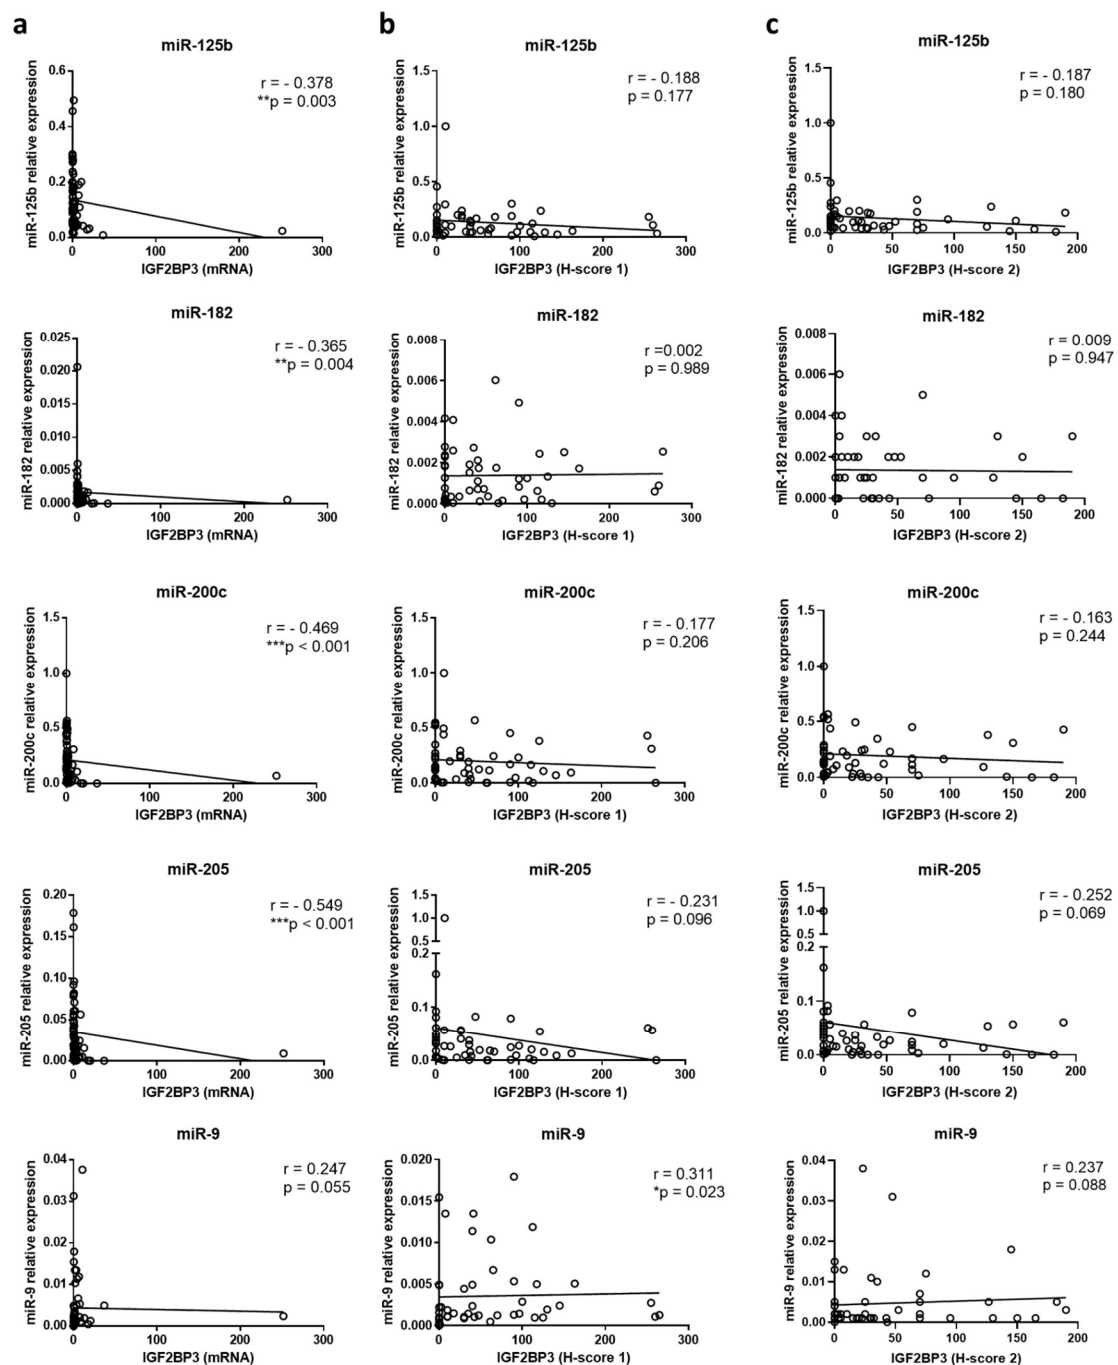 a
miR-125b
r = - 0.378
**p = 0.003
miR-125b relative expression
0.6
0.4
0.2
0.0
0
100
200
300
IGF2BP3 (mRNA)
b
miR-125b
r = - 0.188
p = 0.177
miR-125b relative expression
1.5
1.0
0.5
0.0
0
100
200
300
IGF2BP3 (H-score 1)
c
miR-125b
r = - 0.187
p = 0.180
miR-125b relative expression
1.5
1.0
0.5
0.0
0
50
100
150
200
IGF2BP3 (H-score 2)
miR-182
r = - 0.365
**p = 0.004
miR-182 relative expression
0.025
0.020
0.015
0.010
0.005
0.000
0
100
200
300
IGF2BP3 (mRNA)
miR-182
r =0.002
p = 0.989
miR-182 relative expression
0.008
0.006
0.004
0.002
0.000
0
100
200
300
IGF2BP3 (H-score 1)
miR-182
r = 0.009
p = 0.947
miR-182 relative expression
0.008
0.006
0.004
0.002
0.000
0
50
100
150
200
IGF2BP3 (H-score 2)
miR-200c
r = - 0.469
***p < 0.001
miR-200c relative expression
1.5
1.0
0.5
0.0
0
100
200
300
IGF2BP3 (mRNA)
miR-200c
r = - 0.177
p = 0.206
miR-200c relative expression
1.5
1.0
0.5
0.0
0
100
200
300
IGF2BP3 (H-score 1)
miR-200c
r = - 0.163
p = 0.244
miR-200c relative expression
1.5
1.0
0.5
0.0
0
50
100
150
200
IGF2BP3 (H-score 2)
miR-205
r = - 0.549
***p < 0.001
miR-205 relative expression
0.20
0.15
0.10
0.05
0.00
0
100
200
300
IGF2BP3 (mRNA)
miR-205
r = - 0.231
p = 0.096
miR-205 relative expression
1.5
1.0
0.5
0.2
0.1
0.0
0
100
200
300
IGF2BP3 (H-score 1)
miR-205
r = - 0.252
p = 0.069
miR-205 relative expression
1.5
1.0
0.5
0.2
0.1
0.0
0
50
100
150
200
IGF2BP3 (H-score 2)
miR-9
r = 0.247
p = 0.055
miR-9 relative expression
0.04
0.03
0.02
0.01
0.00
0
100
200
300
IGF2BP3 (mRNA)
miR-9
r = 0.311
*p = 0.023
miR-9 relative expression
0.020
0.015
0.010
0.005
0.000
0
100
200
300
IGF2BP3 (H-score 1)
miR-9
r = 0.237
p = 0.088
miR-9 relative expression
0.04
0.03
0.02
0.01
0.00
0
50
100
150
200
IGF2BP3 (H-score 2)